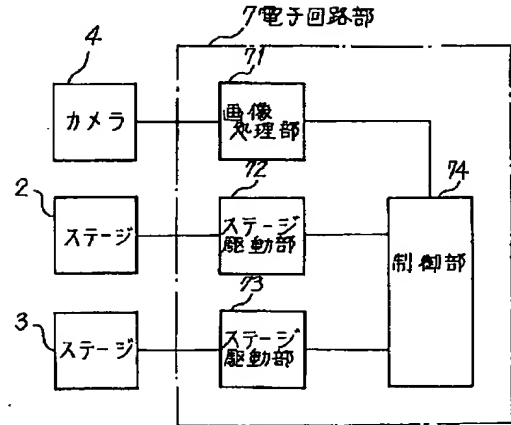 7 電子回路部
4
71
カメラ
画像
処理部
72
74
2
ステージ
ステージ
駆動部
制御部
73
3
ステージ
ステージ
駆動部